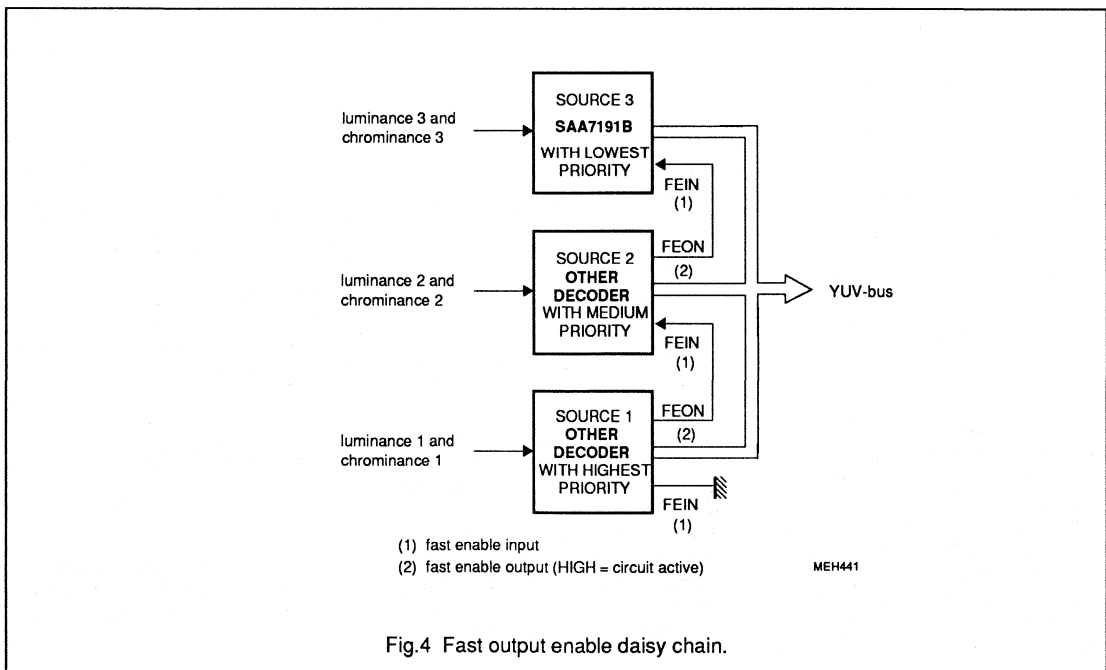 SOURCE 3
SAA7191B
WITH LOWEST
PRIORITY
luminance 3 and
chrominance 3
FEIN
(1)
FEON
(2)
SOURCE 2
OTHER
DECODER
WITH MEDIUM
PRIORITY
luminance 2 and
chrominance 2
YUV-bus
FEIN
(1)
FEON
(2)
SOURCE 1
OTHER
DECODER
WITH HIGHEST
PRIORITY
luminance 1 and
chrominance 1
FEIN
(1)
(1) fast enable input
(2) fast enable output (HIGH = circuit active)
MEH441
Fig.4 Fast output enable daisy chain.